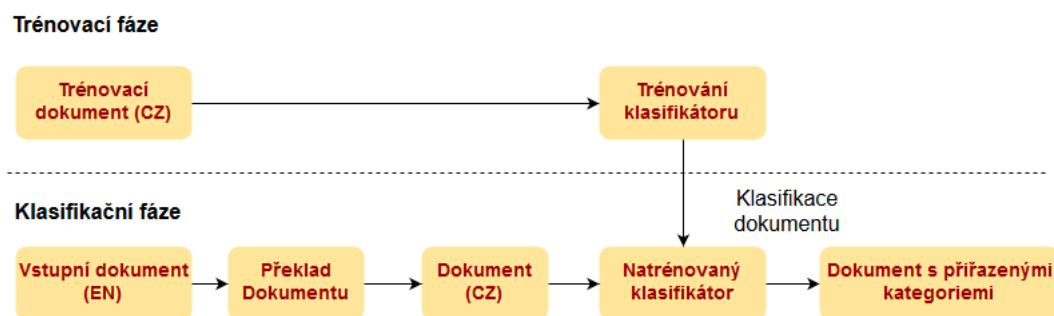 Trénovací fáze
Trénovací
dokument (CZ)
Trénování
klasifikátoru
Klasifikační fáze
Klasifikace
dokumentu
Vstupní dokument
(EN)
Překlad
Dokumentu
Dokument
(CZ)
Natrénovaný
klasifikátor
Dokument s přiřazenými
kategoriemi